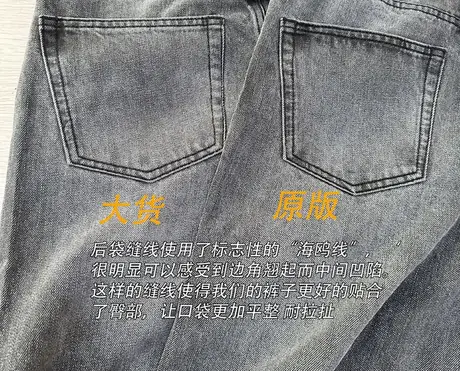 大货 原版
后袋缝线使用了标志性的“海鸥线”，
很明显可以感受到边角翘起而中间凹陷
这样的缝线使得我们的裤子更好的贴合
了臀部，让口袋更加平整 耐拉扯